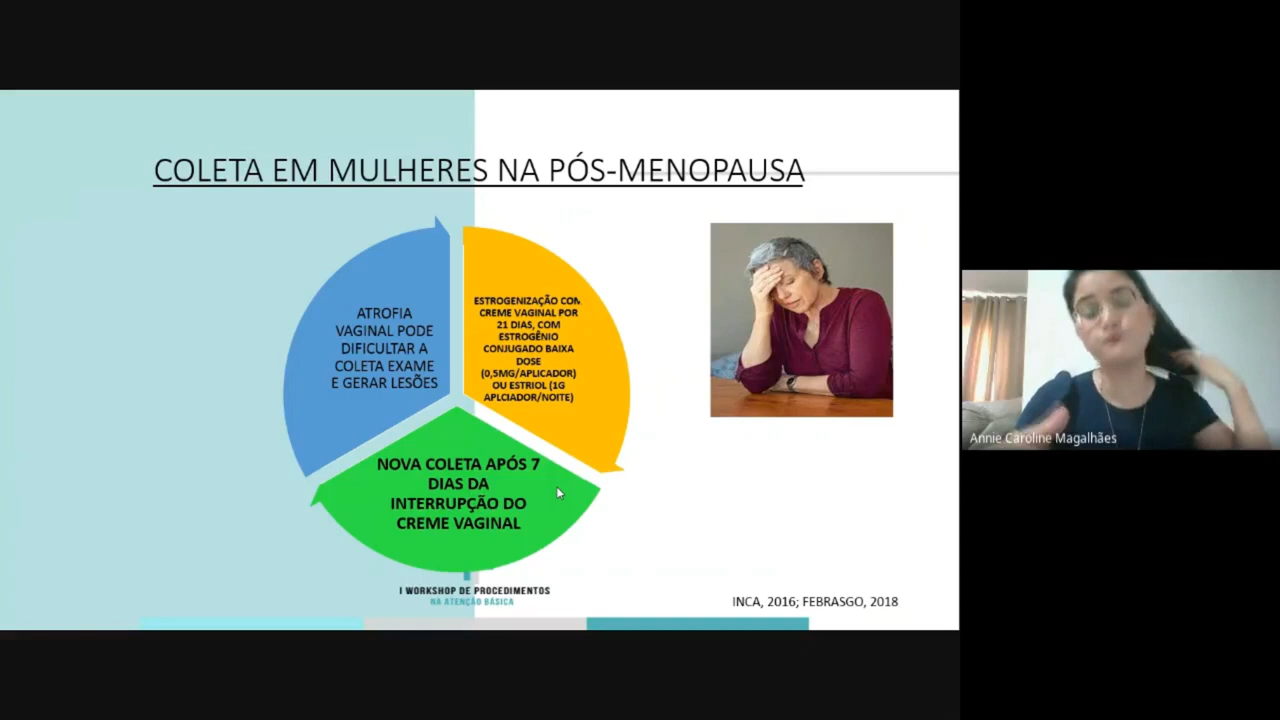 COLETA EM MULHERES NA PÓS-MENOPAUSA
ATROFIA
VAGINAL PODE
DIFICULTAR A
COLETA EXAME
E GERAR LESÕES
ESTROGENIZAÇÃO COM
CREME VAGINAL POR
21 DIAS, COM
ESTROGÊNIO
CONJUGADO BAIXA
DOSE
(0,5MG/APLICADOR)
OU ESTRIOL (1G
APLCIADOR/NOITE)
NOVA COLETA APÓS 7
DIAS DA
INTERRUPÇÃO DO
CREME VAGINAL
I WORKSHOP DE PROCEDIMENTOS
NA ATENÇÃO BÁSICA
INCA, 2016; FEBRASGO, 2018
Annie Caroline Magalhães